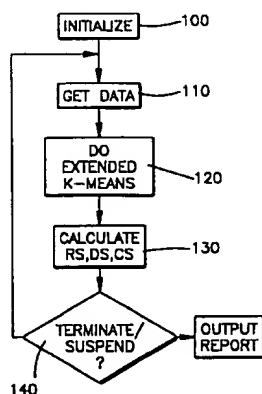 INITIALIZE
100
GET DATA
110
DO
EXTENDED
K-MEANS
120
CALCULATE
RS,DS,CS
130
TERMINATE/
SUSPEND
?
140
OUTPUT
REPORT